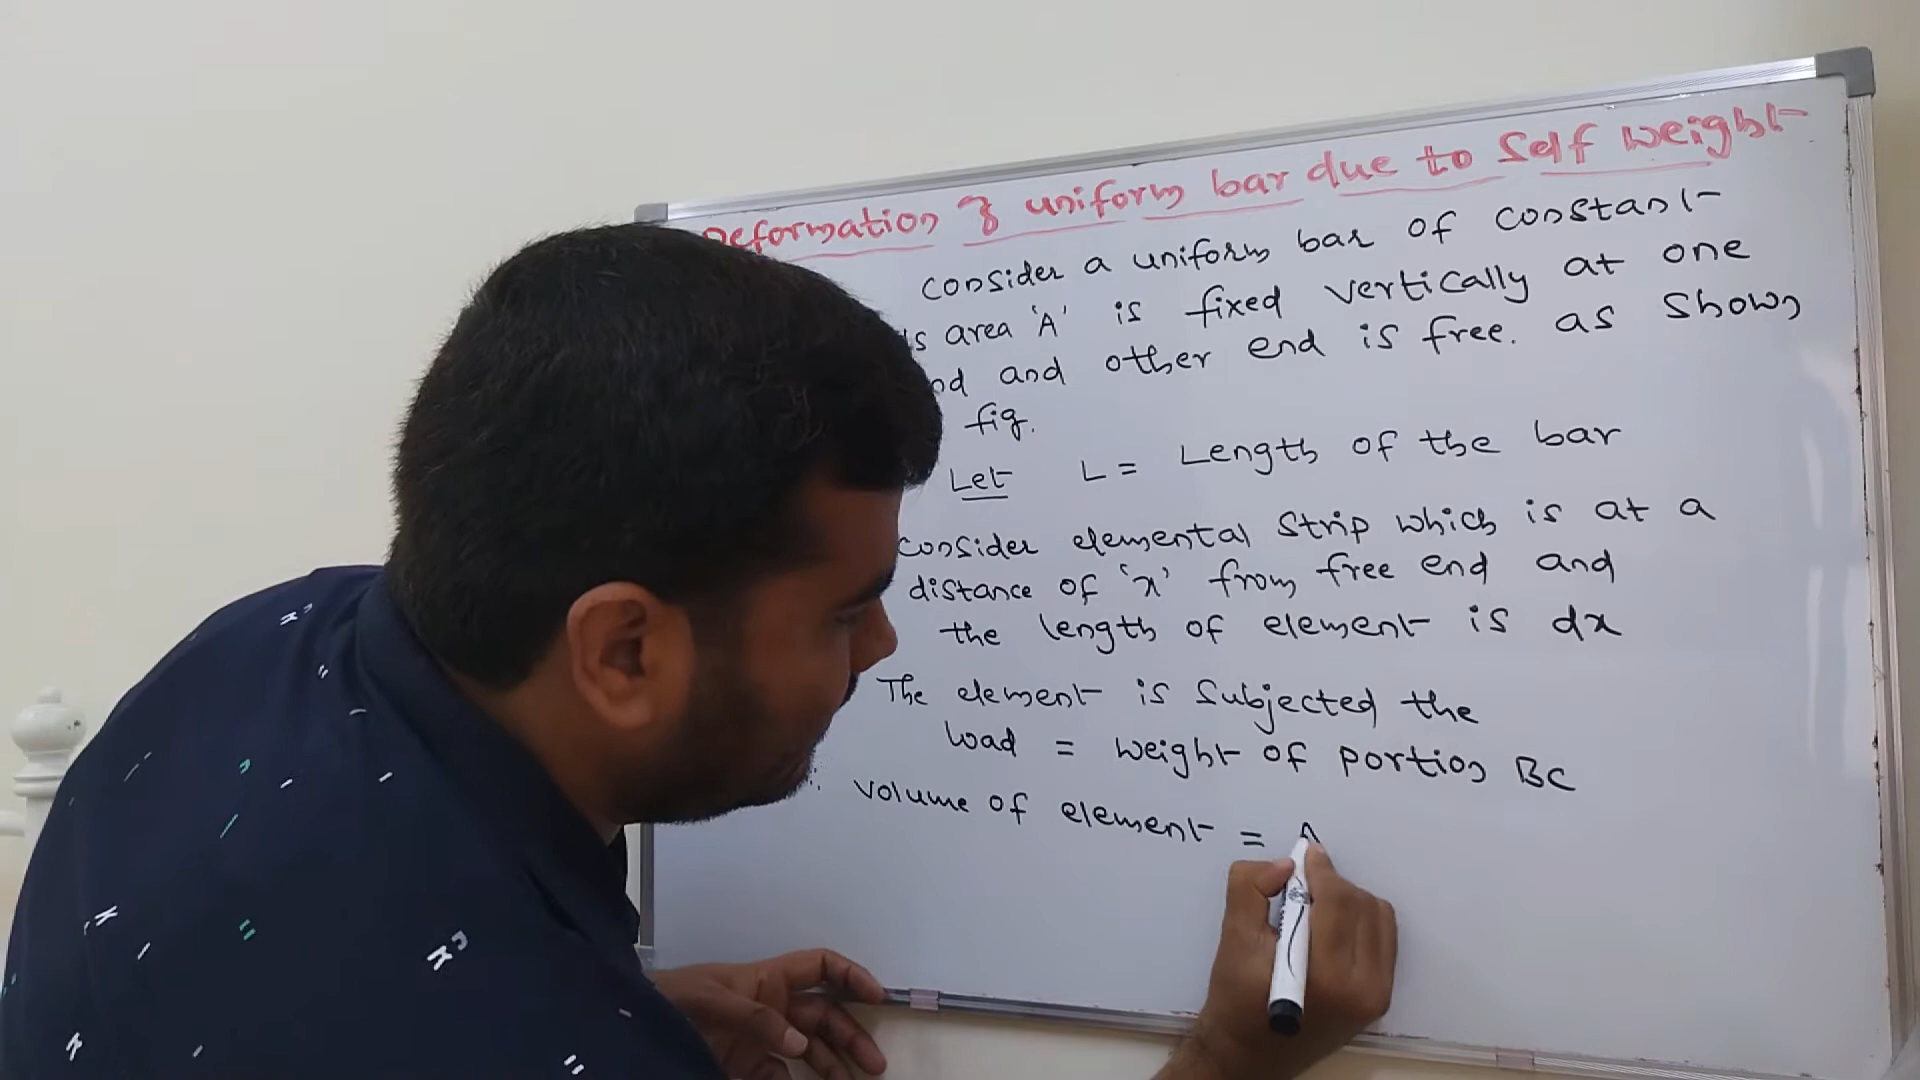 Deformation of uniform bar due to Self weight
Consider a uniform bar of constant
area 'A' is fixed vertically at one
and other end is free. as shown
fig.
Let L = Length of the bar
Consider elemental Strip which is at a
distance of 'x' from free end and
the length of element is dx
The element is Subjected the
load = weight of portion BC
∴ volume of element = A